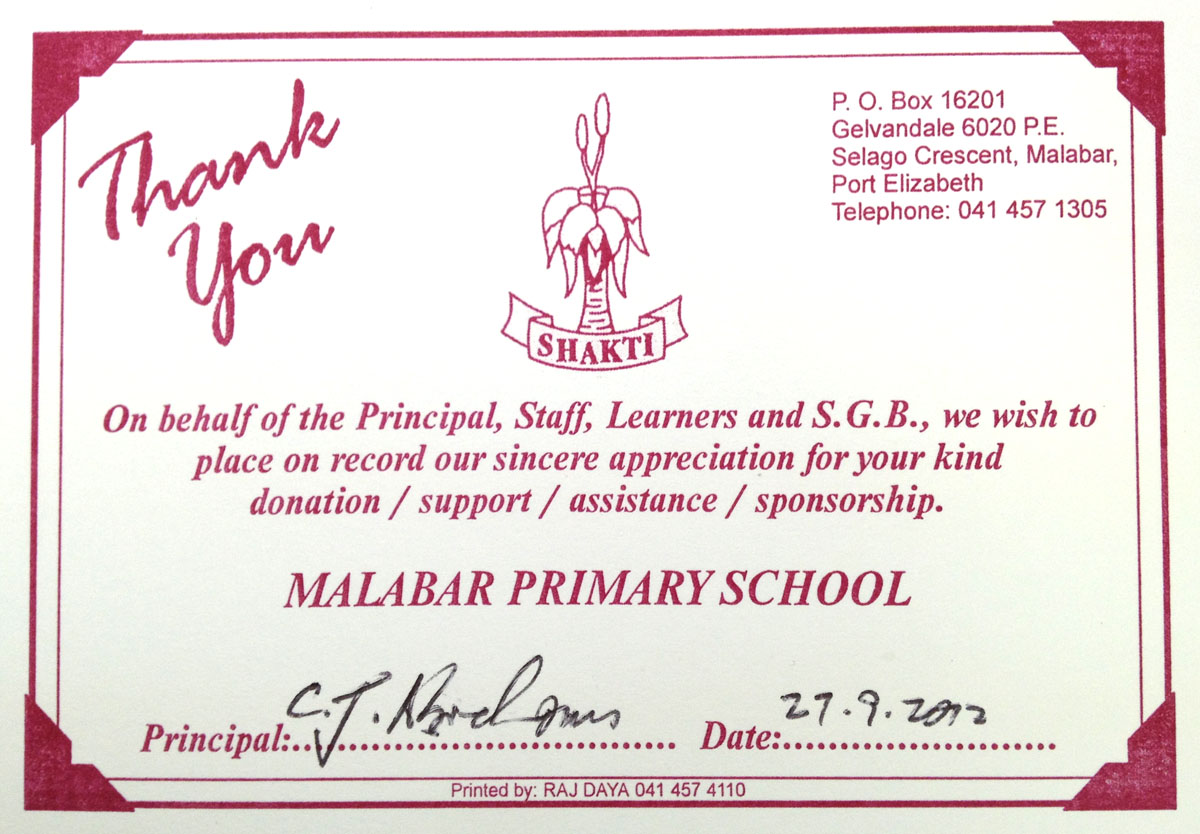 Thank
You
P. O. Box 16201
Gelvandale 6020 P.E.
Selago Crescent, Malabar,
Port Elizabeth
Telephone: 041 457 1305
SHAKTI
On behalf of the Principal, Staff, Learners and S.G.B., we wish to
place on record our sincere appreciation for your kind
donation / support / assistance / sponsorship.
MALABAR PRIMARY SCHOOL
Principal: C. J. Abrahams Date: 27.9.2012
Printed by: RAJ DAYA 041 457 4110